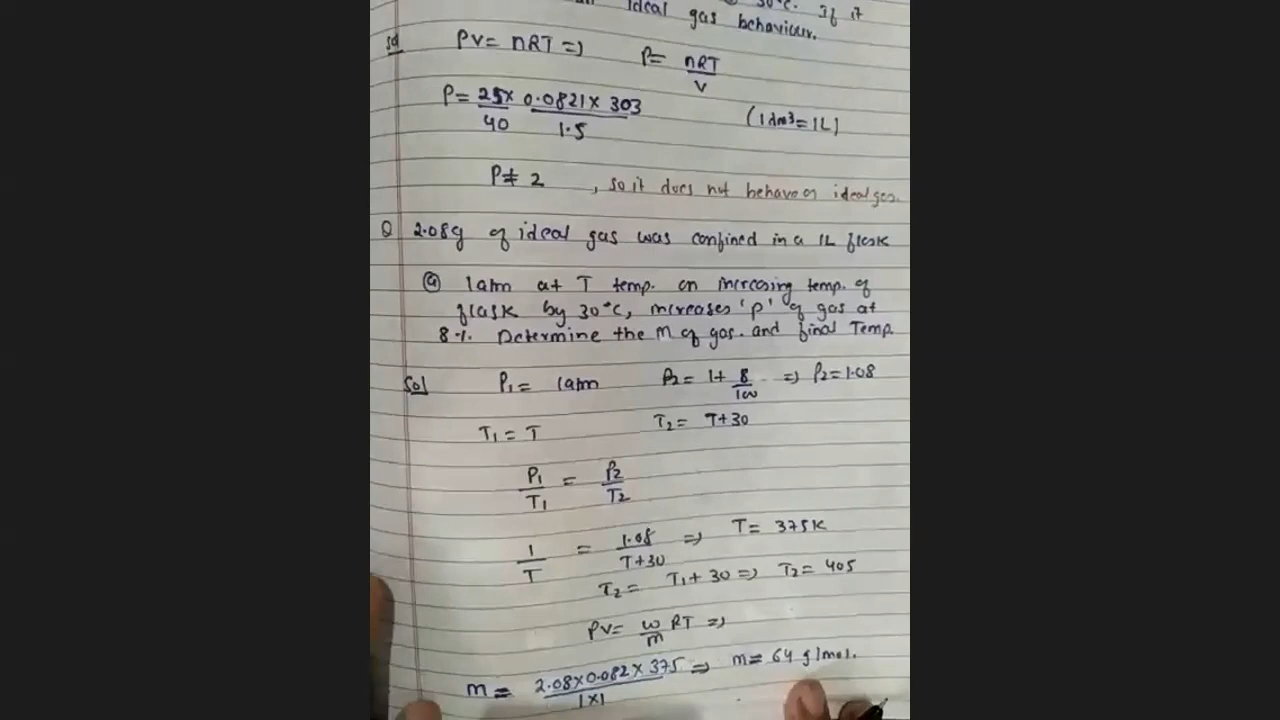 30°C. If it
ideal gas behaviour.
Sol PV = nRT ⇒ P = nRT/V
P = 25/40 × 0.0821 × 303/1.5 (1dm³ = 1L)
P ≠ 2 , so it does not behave as ideal gas.
Q 2.08g of ideal gas was confined in a 1L flask
@ 1atm at T temp. on increasing temp. of
flask by 30°C, increases 'p' of gas at
8%. Determine the M of gas. and final Temp.
Sol P₁ = 1atm P₂ = 1 + 8/100 ⇒ P₂ = 1.08
T₁ = T T₂ = T+30
P₁/T₁ = P₂/T₂
1/T = 1.08/T+30 ⇒ T = 375K
T₂ = T₁ + 30 ⇒ T₂ = 405
PV = w/m RT ⇒
m = 2.08×0.082×375/1×1 ⇒ m = 64 g/mol.